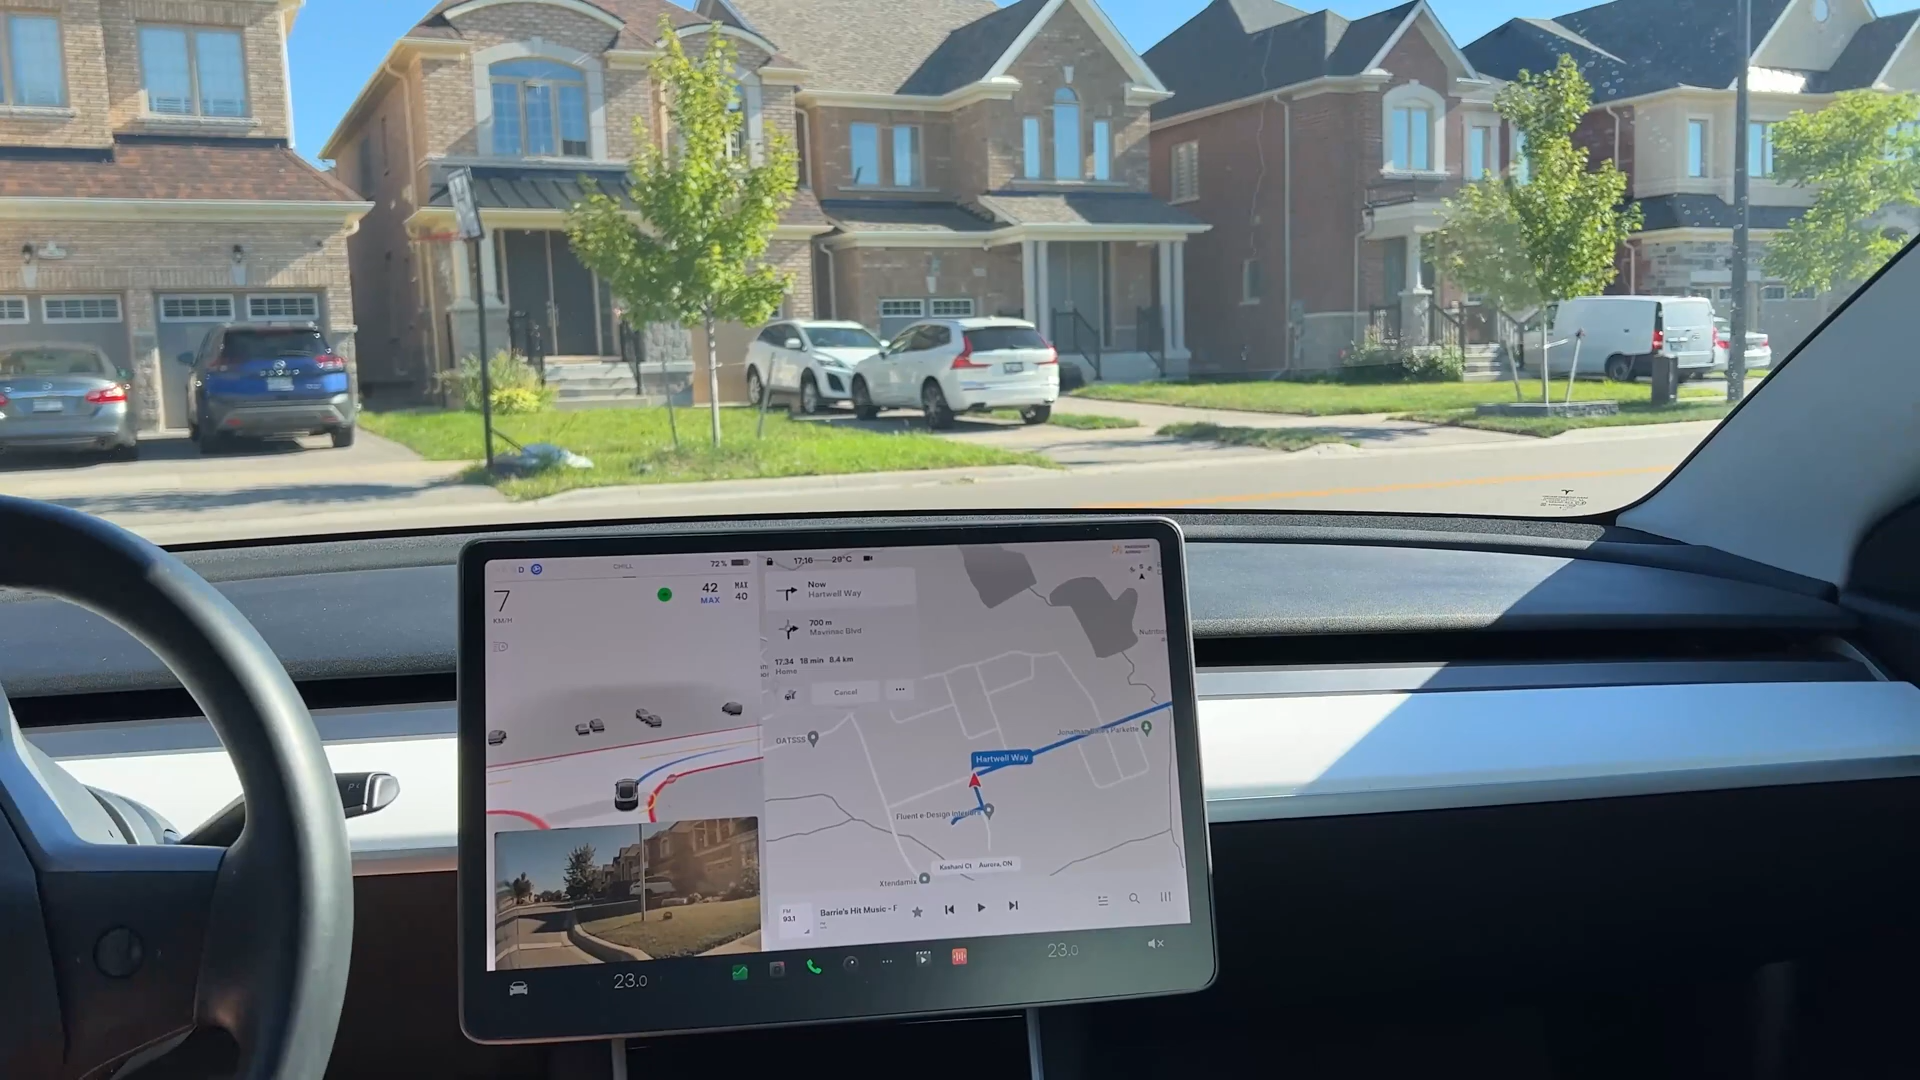 D
CHILL
72%
17:16
29°C
7
KM/H
42
MAX
MAX
40
Now
Hartwell Way
700 m
Mavrinac Blvd
17:34 18 min 8.4 km
Home
Cancel
...
S
OATSSS
Hartwell Way
Fluent e-Design Interiors
Kashani Ct Aurora, ON
Xtendamix
FM
93.1
Barrie's Hit Music - F
23.0
23.0
P